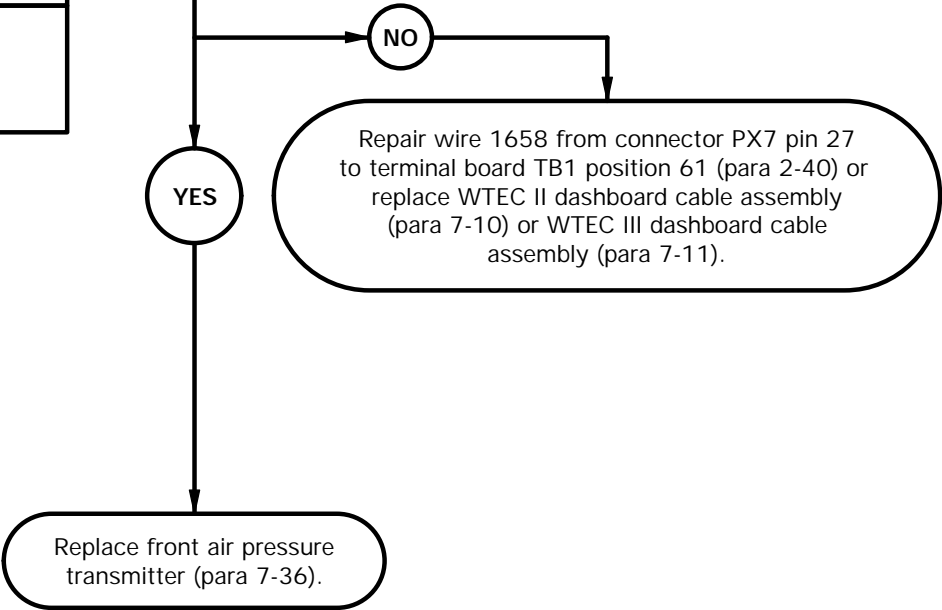 NO
Repair wire 1658 from connector PX7 pin 27
to terminal board TB1 position 61 (para 2-40) or
replace WTEC II dashboard cable assembly
(para 7-10) or WTEC III dashboard cable
assembly (para 7-11).
YES
Replace front air pressure
transmitter (para 7-36).